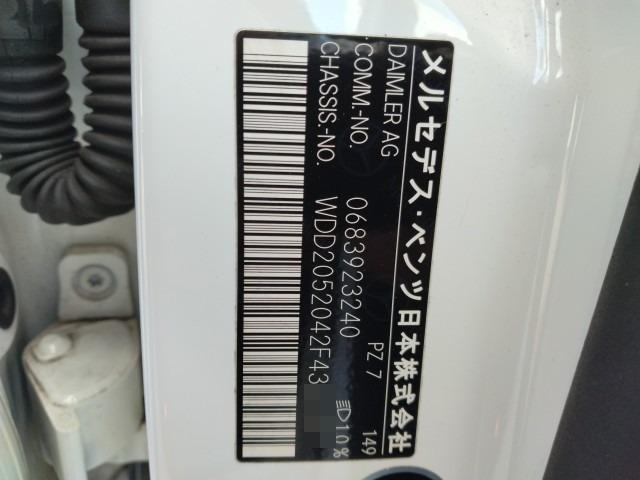 メルセデス・ベンツ日本株式会社
DAIMLER AG
COMM.-NO. 0683923240 PZ 7 149
CHASSIS.-NO. WDD2052042F43 10%